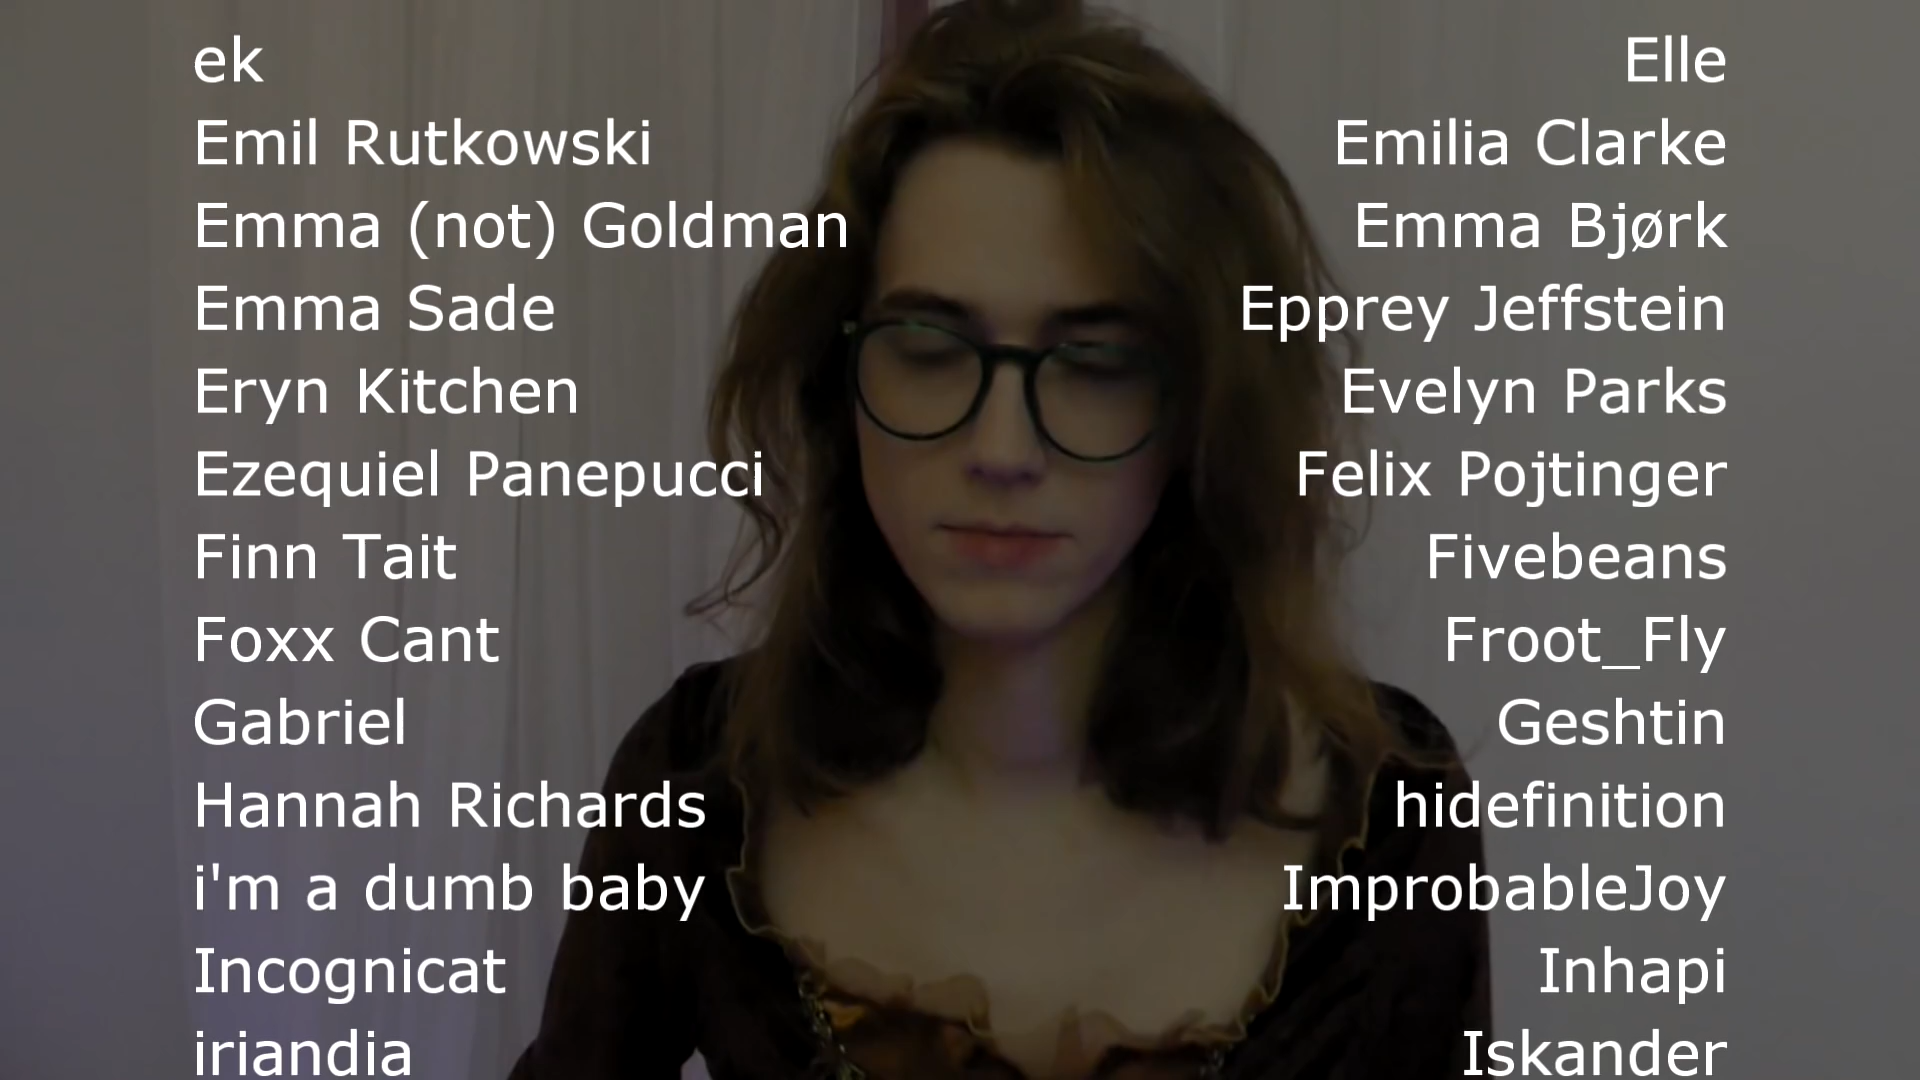 ek
Elle
Emil Rutkowski
Emilia Clarke
Emma (not) Goldman
Emma Bjørk
Emma Sade
Epprey Jeffstein
Eryn Kitchen
Evelyn Parks
Ezequiel Panepucci
Felix Pojtinger
Finn Tait
Fivebeans
Foxx Cant
Froot_Fly
Gabriel
Geshtin
Hannah Richards
hidefinition
i'm a dumb baby
ImprobableJoy
Incognicat
Inhapi
iriandia
Iskander